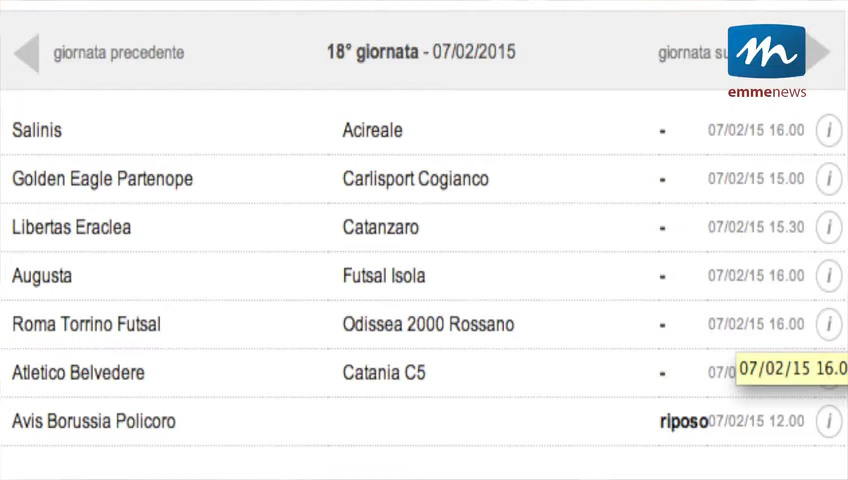 giornata precedente 18° giornata - 07/02/2015 giornata su
emmenews
Salinis Acireale - 07/02/15 16.00 i
Golden Eagle Partenope Carlisport Cogianco - 07/02/15 15.00 i
Libertas Eraclea Catanzaro - 07/02/15 15.30 i
Augusta Futsal Isola - 07/02/15 16.00 i
Roma Torrino Futsal Odissea 2000 Rossano - 07/02/15 16.00 i
Atletico Belvedere Catania C5 - 07/0 07/02/15 16.0
Avis Borussia Policoro riposo 07/02/15 12.00 i